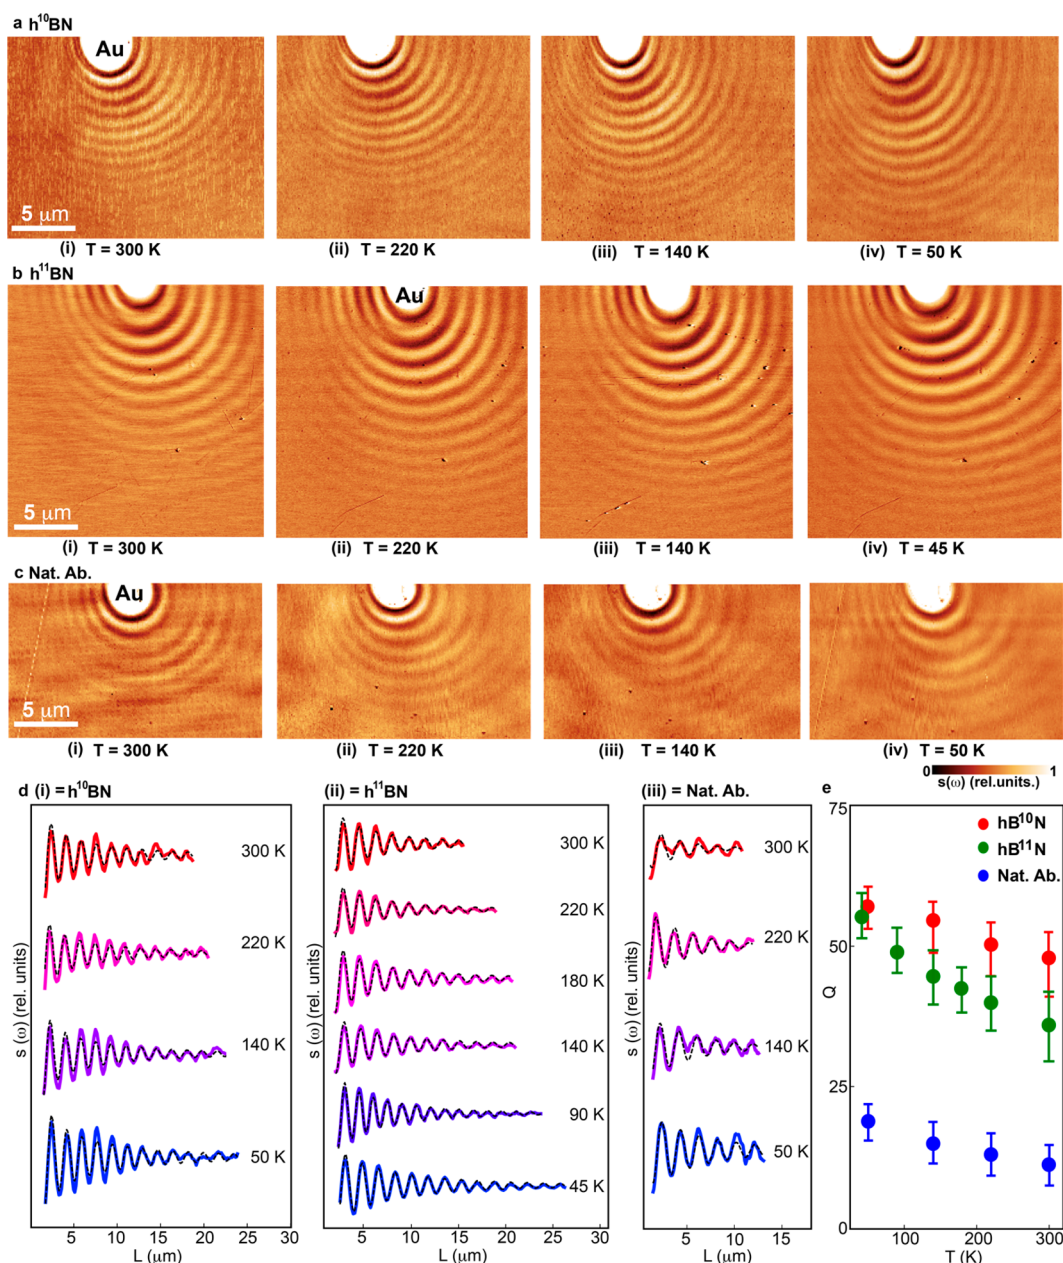 a h¹⁰BN
Au
5 μm
(i) T = 300 K
(ii) T = 220 K
(iii) T = 140 K
(iv) T = 50 K
b h¹¹BN
Au
5 μm
(i) T = 300 K
(ii) T = 220 K
(iii) T = 140 K
(iv) T = 45 K
c Nat. Ab.
Au
5 μm
(i) T = 300 K
(ii) T = 220 K
(iii) T = 140 K
(iv) T = 50 K
0 1
s(ω) (rel.units.)
d (i) = h¹⁰BN
s (ω) (rel. units)
300 K
220 K
140 K
50 K
5 10 15 20 25 30
L (μm)
(ii) = h¹¹BN
s (ω) (rel. units)
300 K
220 K
180 K
140 K
90 K
45 K
5 10 15 20 25 30
L (μm)
(iii) = Nat. Ab.
s (ω) (rel. units)
300 K
220 K
140 K
50 K
5 10 15
L (μm)
e
75
50
25
0
Q
hB¹⁰N
hB¹¹N
Nat. Ab.
100 200 300
T (K)